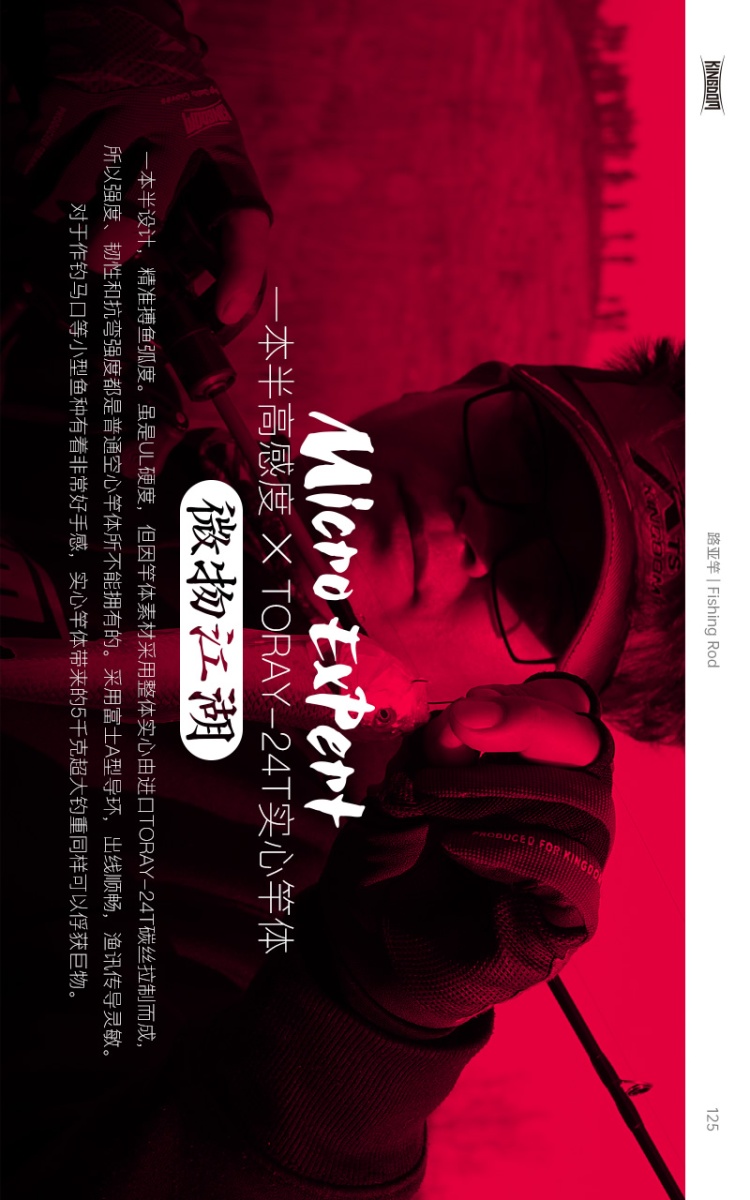 KINGDOM
路亚竿 | Fishing Rod
125
Micro Expert
一本半高感度 × TORAY-24T实心竿体
微物江湖
一本半设计，精准搏鱼弧度。虽是UL硬度，但因竿体素材采用整体实心由进口TORAY-24T碳丝拉制而成，
所以强度、韧性和抗弯强度都是普通空心竿体所不能拥有的。采用富士A型导环，出线顺畅，渔讯传导灵敏。
对于作钓马口等小型鱼种有着非常好手感，实心竿体带来的5千克超大钓重同样可以俘获巨物。
PRODUCED FOR KINGDOM
KINGDOM